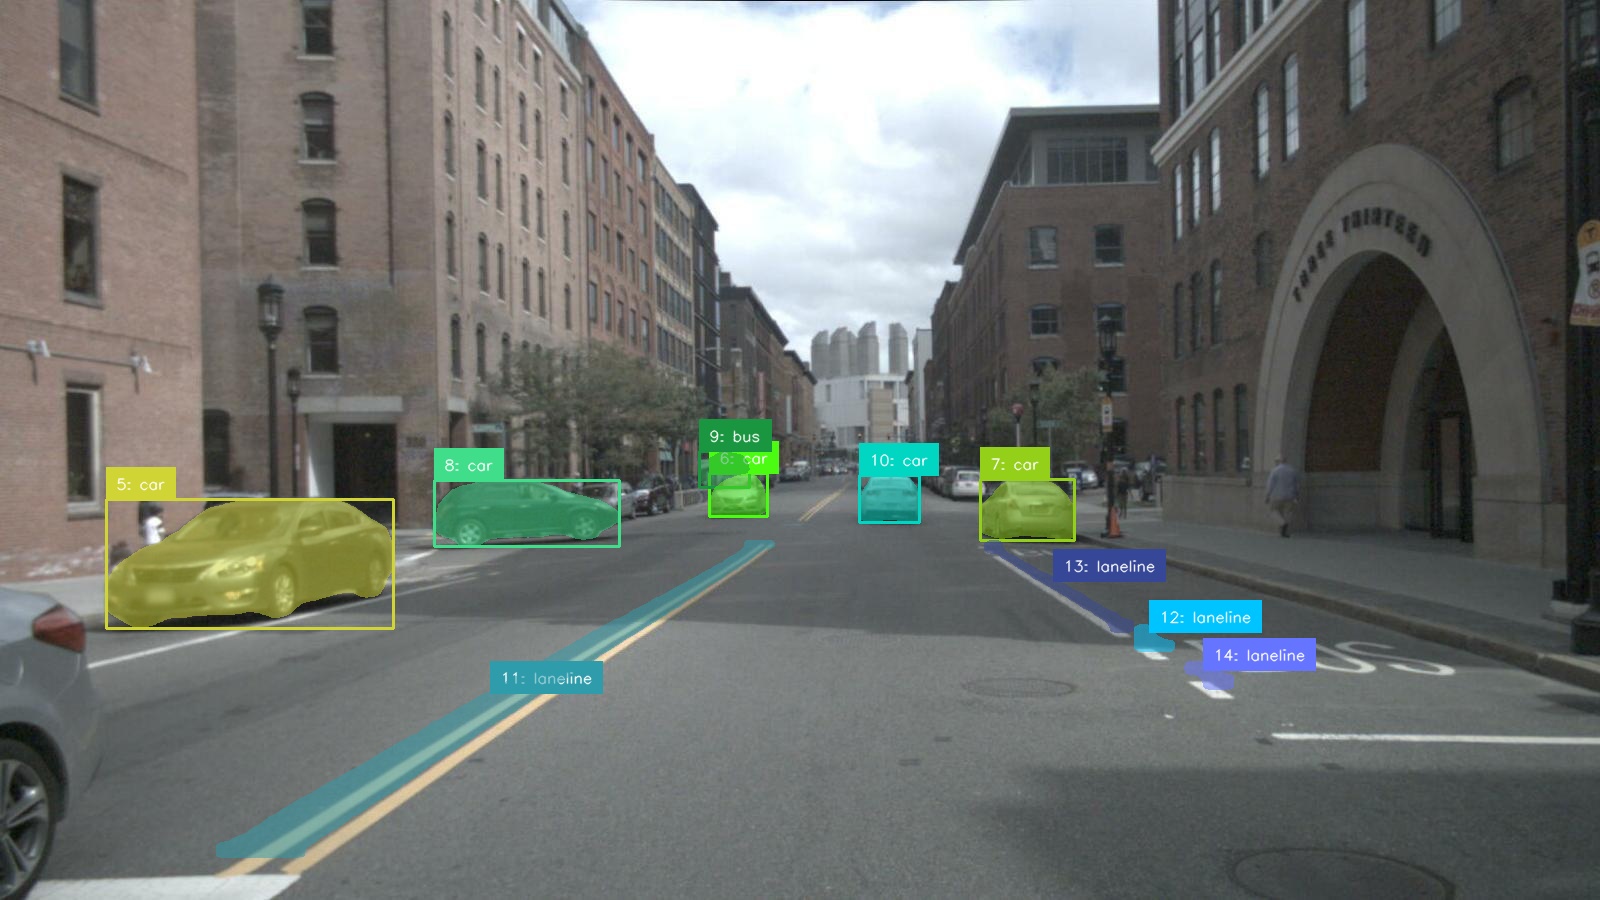 THREE THIRTEEN
9: bus
6: car
10: car
7: car
8: car
5: car
13: laneline
12: laneline
14: laneline
11: laneline
US
T